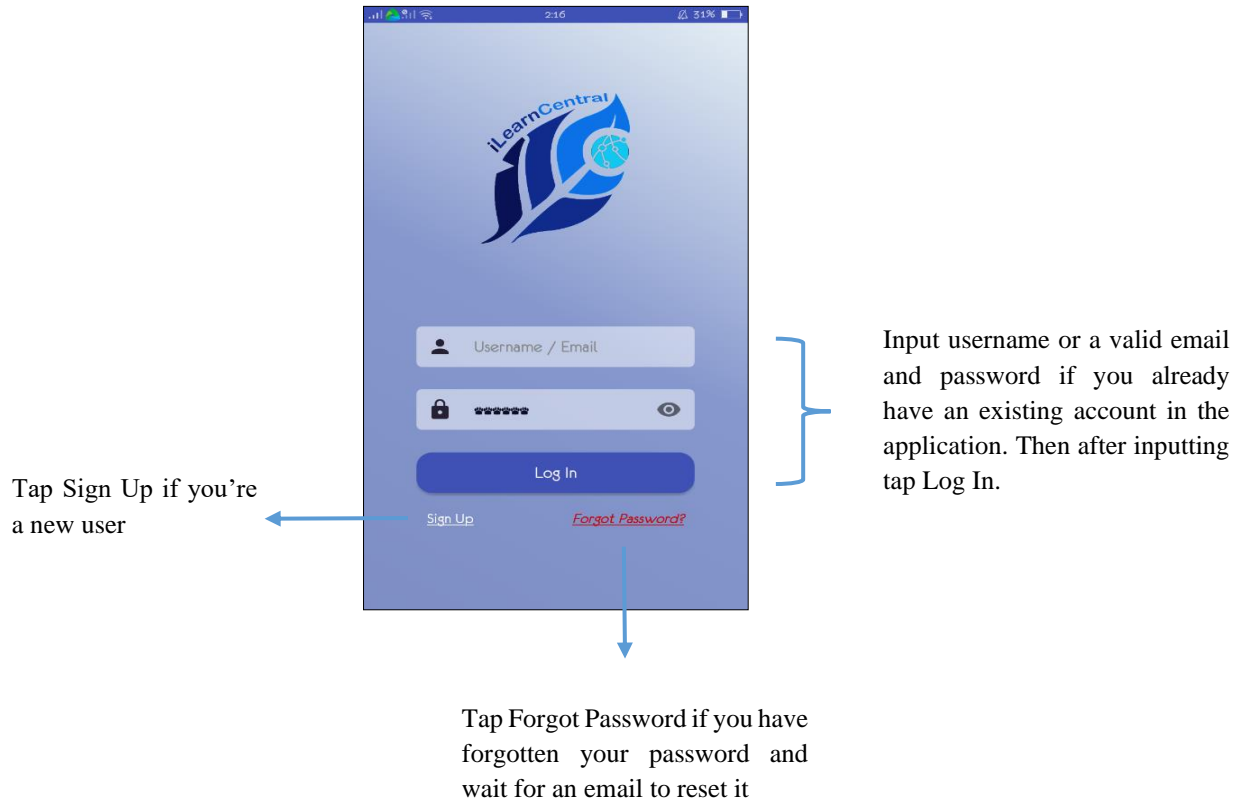 2:16
31%
iLearnCentral
Username / Email
Log In
Sign Up
Forgot Password?
Input username or a valid email
and password if you already
have an existing account in the
application. Then after inputting
tap Log In.
Tap Sign Up if you’re
a new user
Tap Forgot Password if you have
forgotten your password and
wait for an email to reset it